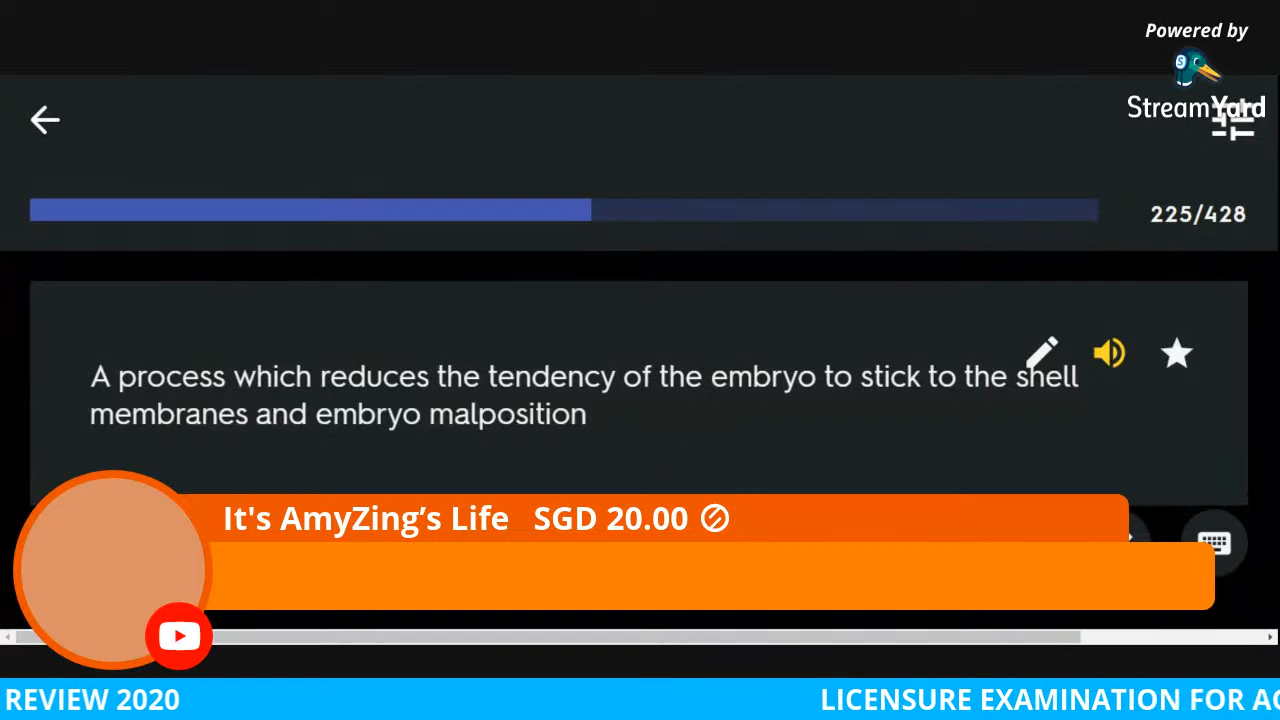 Powered by
StreamYard
225/428
A process which reduces the tendency of the embryo to stick to the shell
membranes and embryo malposition
It's AmyZing’s Life SGD 20.00
REVIEW 2020 LICENSURE EXAMINATION FOR